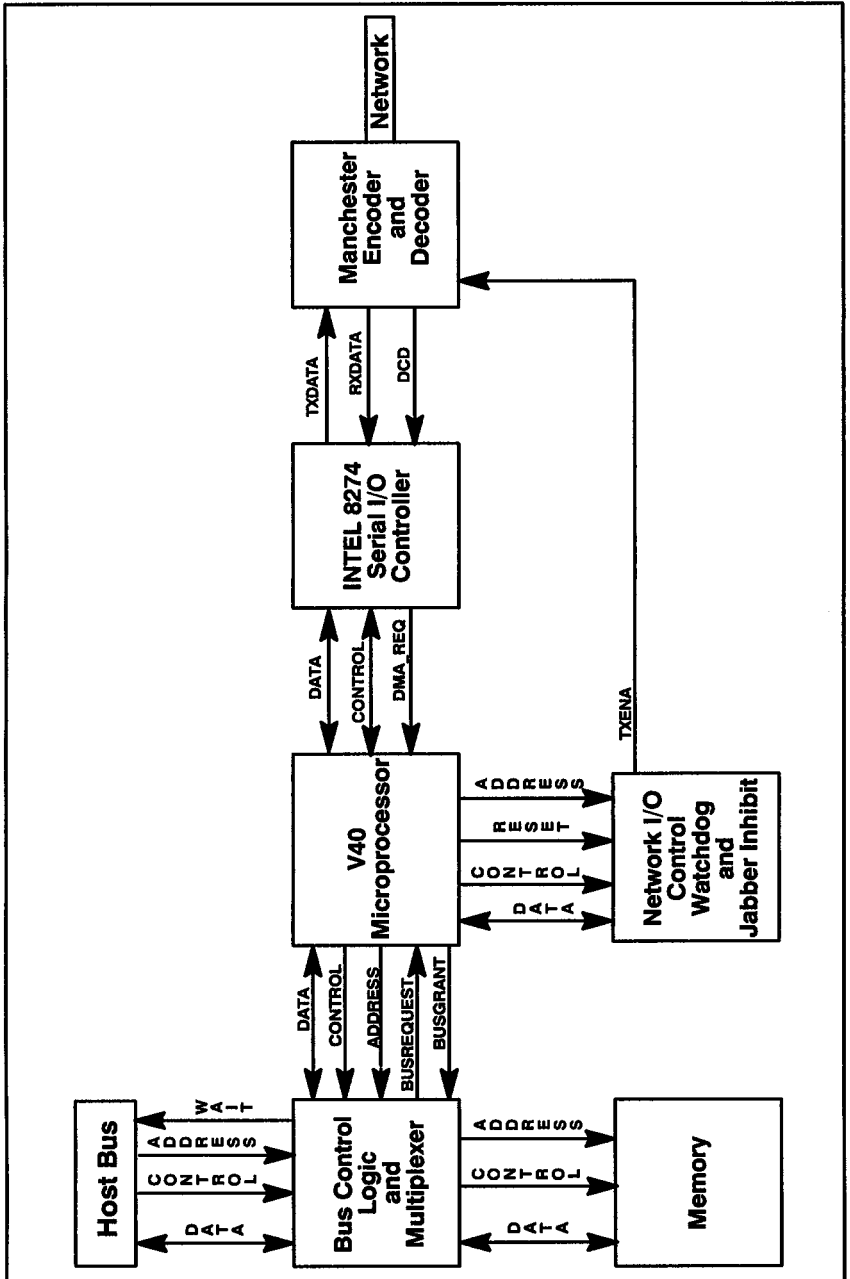 Host Bus
DATA
CONTROL
ADDRESS
WAIT
Bus Control
Logic
and
Multiplexer
DATA
CONTROL
ADDRESS
Memory
DATA
CONTROL
ADDRESS
BUSREQUEST
BUSGRANT
V40
Microprocessor
DATA
CONTROL
RESET
ADDRESS
Network I/O
Control
Watchdog
and
Jabber Inhibit
TXENA
DATA
CONTROL
DMA_REQ
INTEL 8274
Serial I/O
Controller
TXDATA
RXDATA
DCD
Manchester
Encoder
and
Decoder
Network